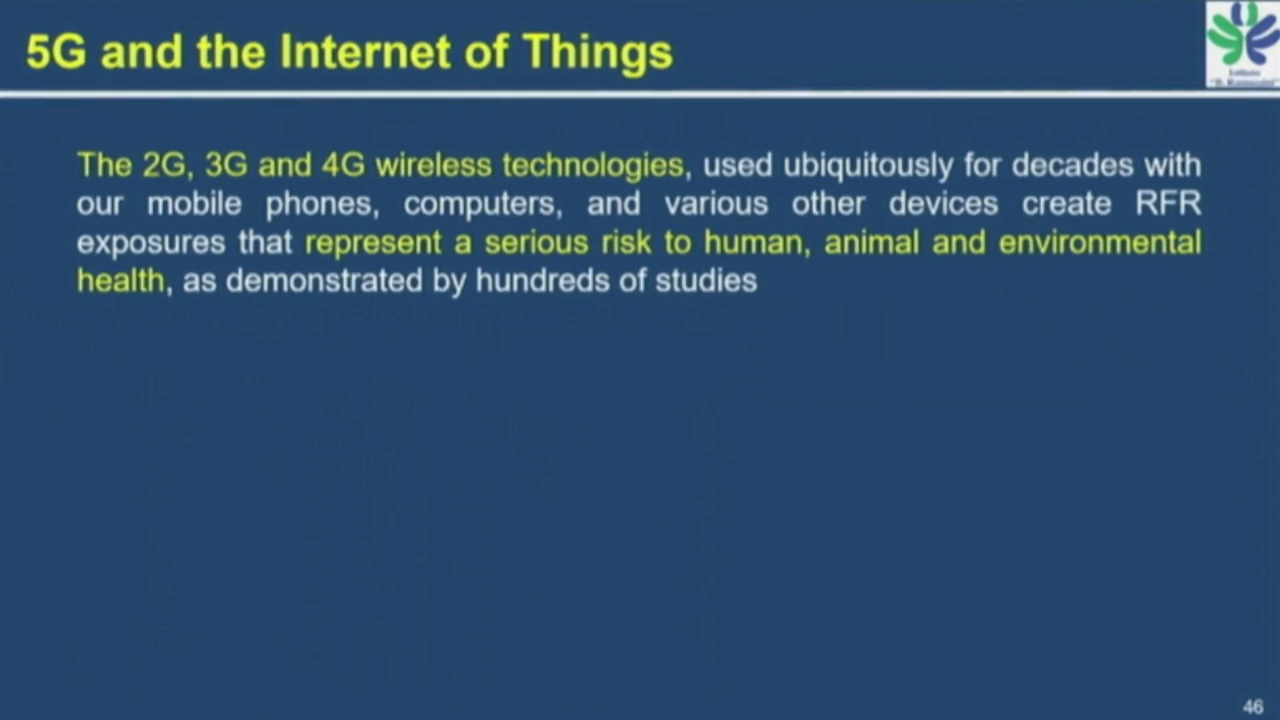 5G and the Internet of Things
The 2G, 3G and 4G wireless technologies, used ubiquitously for decades with
our mobile phones, computers, and various other devices create RFR
exposures that represent a serious risk to human, animal and environmental
health, as demonstrated by hundreds of studies
46